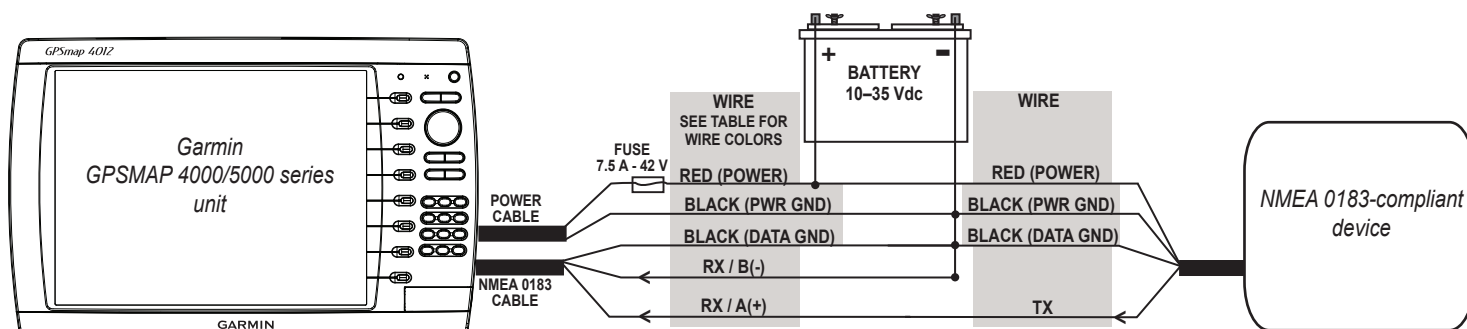 GPSmap 4012
Garmin
GPSMAP 4000/5000 series
unit
GARMIN
POWER
CABLE
NMEA 0183
CABLE
FUSE
7.5 A - 42 V
WIRE
SEE TABLE FOR
WIRE COLORS
RED (POWER)
BLACK (PWR GND)
BLACK (DATA GND)
RX / B(-)
RX / A(+)
+
-
BATTERY
10–35 Vdc
WIRE
RED (POWER)
BLACK (PWR GND)
BLACK (DATA GND)
TX
NMEA 0183-compliant
device